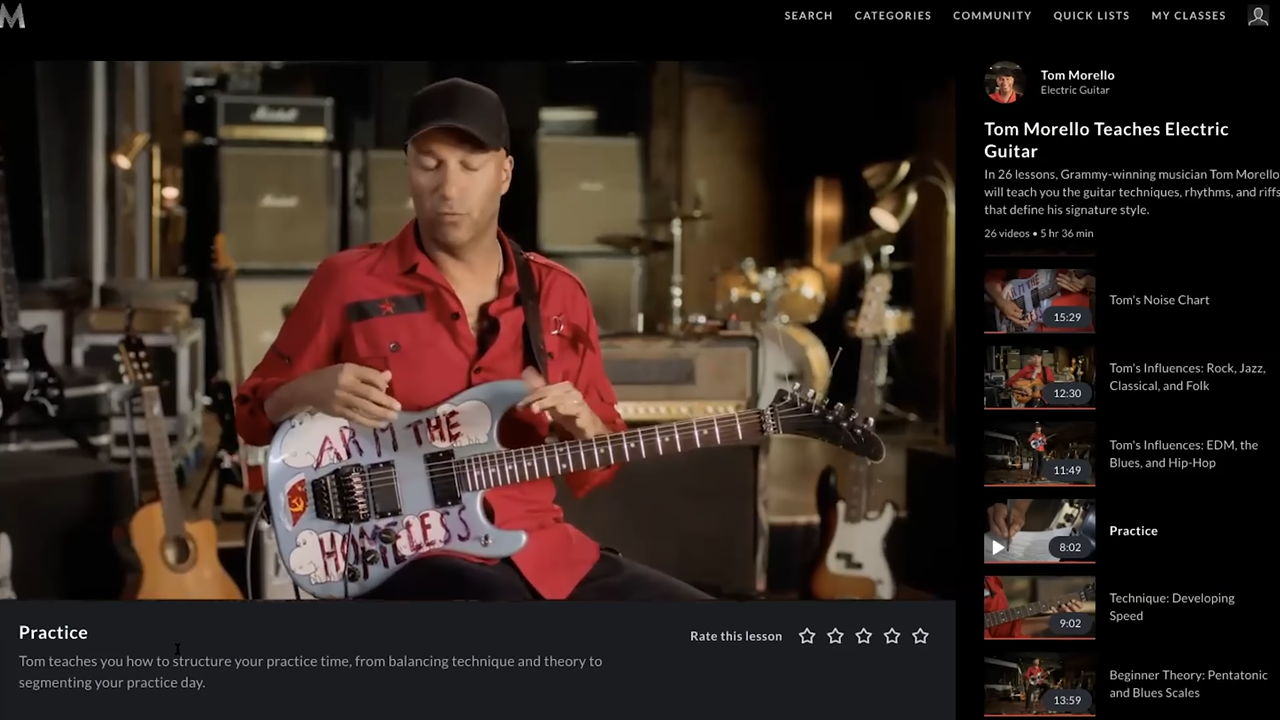 M
SEARCH CATEGORIES COMMUNITY QUICK LISTS MY CLASSES
Tom Morello
Electric Guitar
Tom Morello Teaches Electric
Guitar
In 26 lessons, Grammy-winning musician Tom Morello
will teach you the guitar techniques, rhythms, and riffs
that define his signature style.
26 videos • 5 hr 36 min
15:29
Tom's Noise Chart
12:30
Tom's Influences: Rock, Jazz,
Classical, and Folk
11:49
Tom's Influences: EDM, the
Blues, and Hip-Hop
8:02
Practice
9:02
Technique: Developing
Speed
13:59
Beginner Theory: Pentatonic
and Blues Scales
Marshall
ARM THE
HOMELESS
Practice
Tom teaches you how to structure your practice time, from balancing technique and theory to
segmenting your practice day.
Rate this lesson